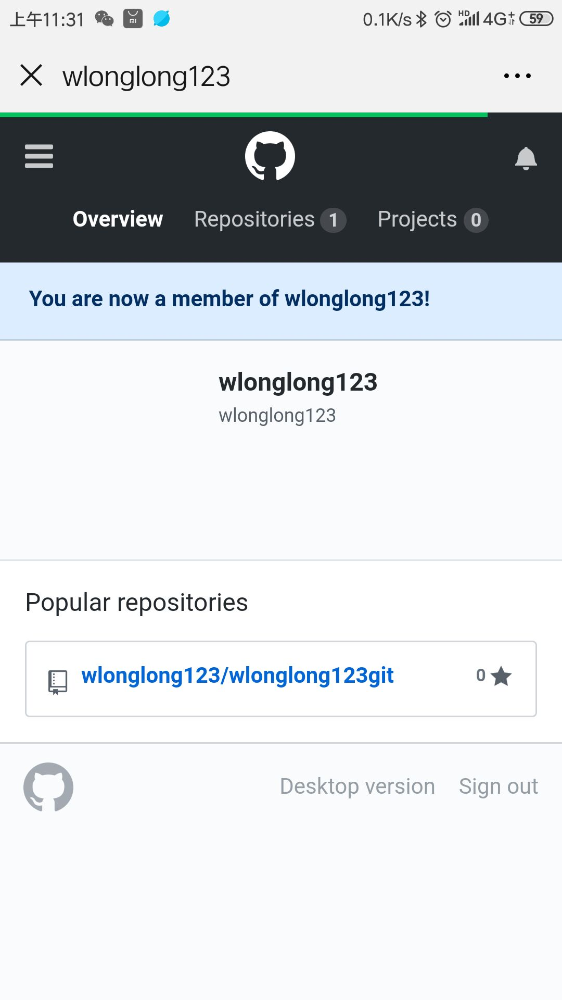 上午11:31 0.1K/s HD 4G 59
wlonglong123
Overview Repositories 1 Projects 0
You are now a member of wlonglong123!
wlonglong123
wlonglong123
Popular repositories
wlonglong123/wlonglong123git 0
Desktop version Sign out